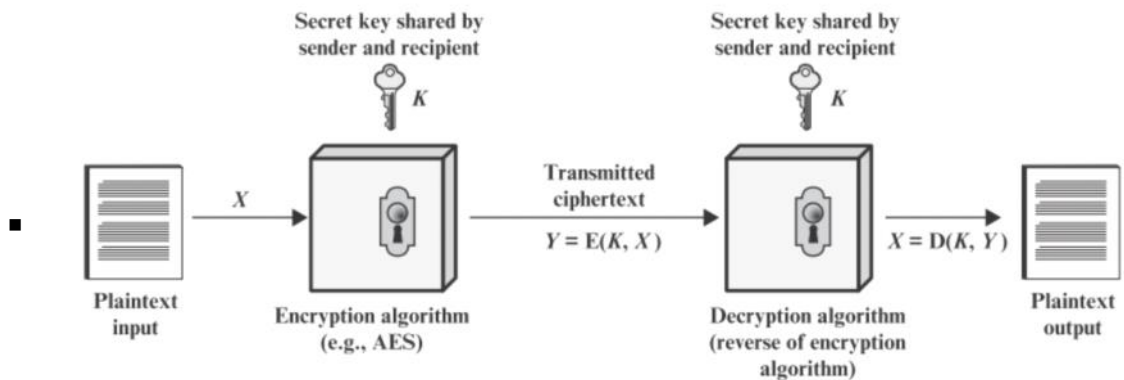 Secret key shared by
sender and recipient
K
Secret key shared by
sender and recipient
K
X
Transmitted
ciphertext
Y = E(K, X)
X = D(K, Y)
Plaintext
input
Encryption algorithm
(e.g., AES)
Decryption algorithm
(reverse of encryption
algorithm)
Plaintext
output